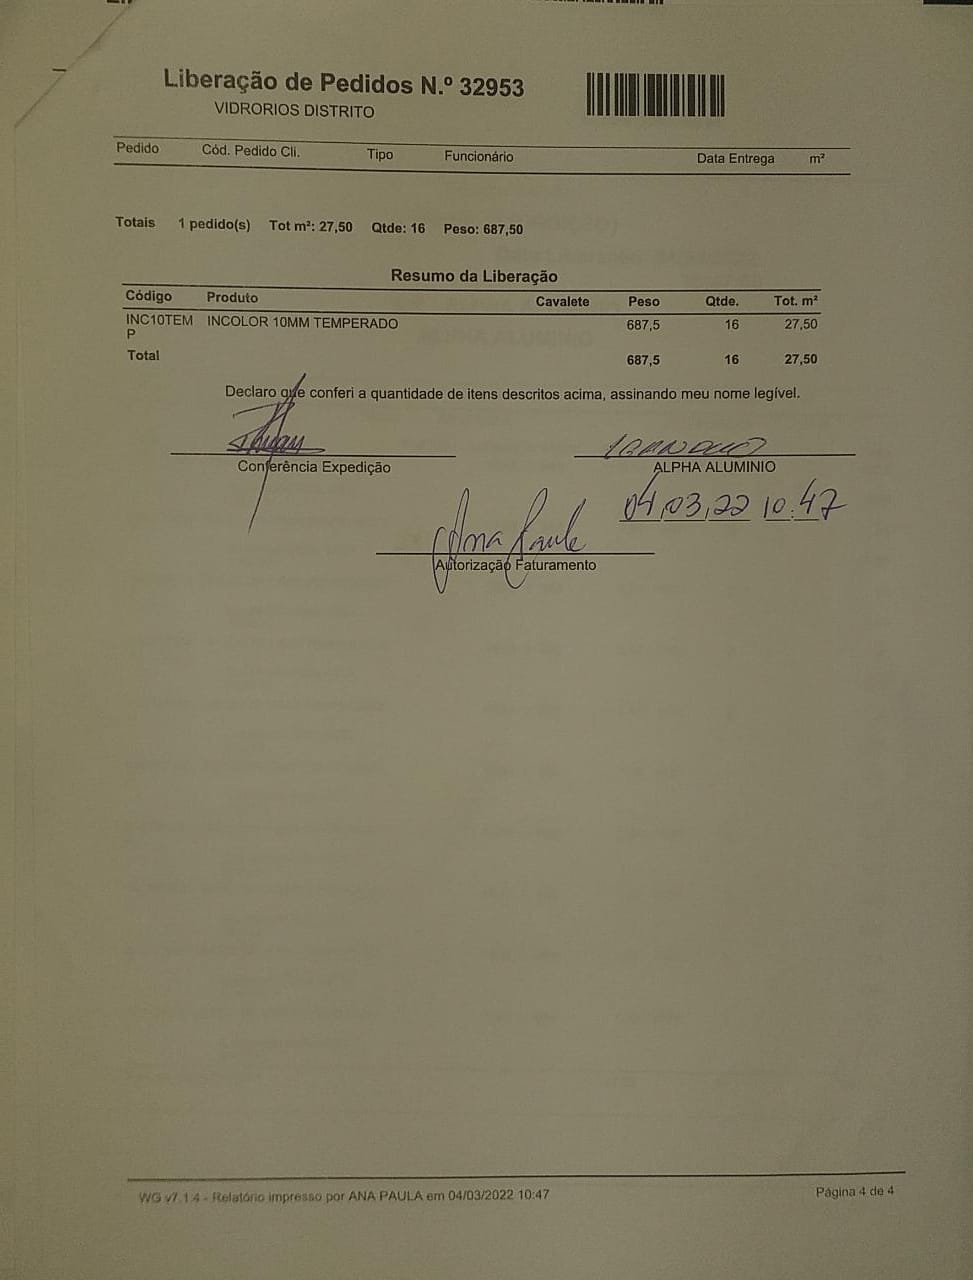 Liberação de Pedidos N.º 32953
VIDRORIOS DISTRITO
Pedido Cód. Pedido Cli. Tipo Funcionário Data Entrega m²
Totais 1 pedido(s) Tot m²: 27,50 Qtde: 16 Peso: 687,50
Resumo da Liberação
Código Produto Cavalete Peso Qtde. Tot. m²
INC10TEM INCOLOR 10MM TEMPERADO 687,5 16 27,50
P
Total 687,5 16 27,50
Declaro que conferi a quantidade de itens descritos acima, assinando meu nome legível.
Conferência Expedição ALPHA ALUMINIO
04,03,22 10:47
Ana Paula
Autorização Faturamento
WG v7.1.4 - Relatório impresso por ANA PAULA em 04/03/2022 10:47 Página 4 de 4